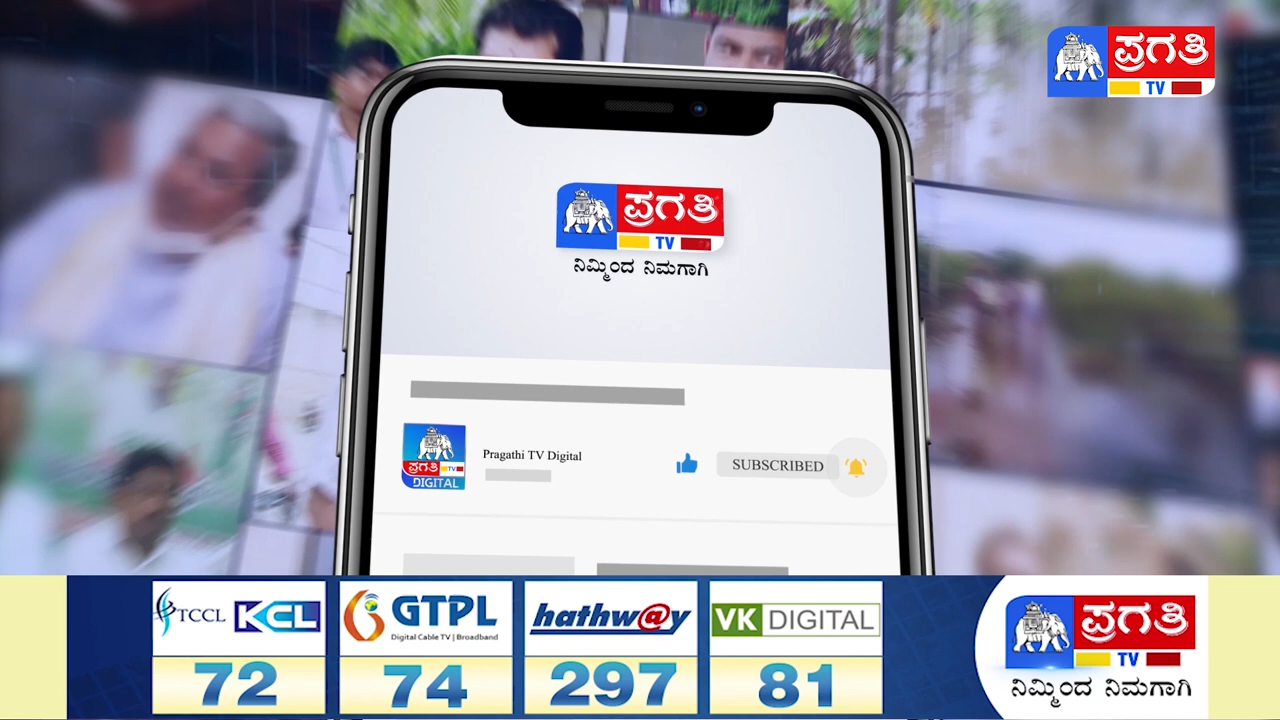 ಪ್ರಗತಿ
TV
ಪ್ರಗತಿ
TV
ನಿಮ್ಮಿಂದ ನಿಮಗಾಗಿ
Pragathi TV Digital
SUBSCRIBED
ಪ್ರಗತಿ TV
DIGITAL
TCCL KCL
72
GTPL
Digital Cable TV | Broadband
74
hathw@y
297
VK DIGITAL
81
ಪ್ರಗತಿ
TV
ನಿಮ್ಮಿಂದ ನಿಮಗಾಗಿ